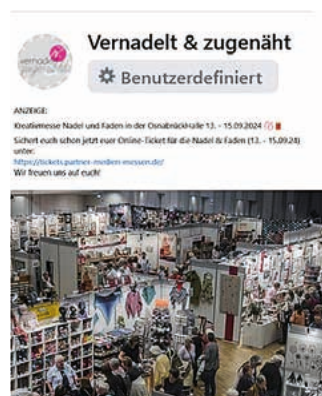 vernadelt
zugenäht
Vernadelt & zugenäht
Benutzerdefiniert
ANZEIGE:
Kreativmesse Nadel und Faden in der OsnabrückHalle 13. - 15.09.2024
Sichert euch schon jetzt euer Online-Ticket für die Nadel & Faden (13. - 15.09.24)
unter:
https://tickets.partner-medien-messen.de/
Wir freuen uns auf euch!